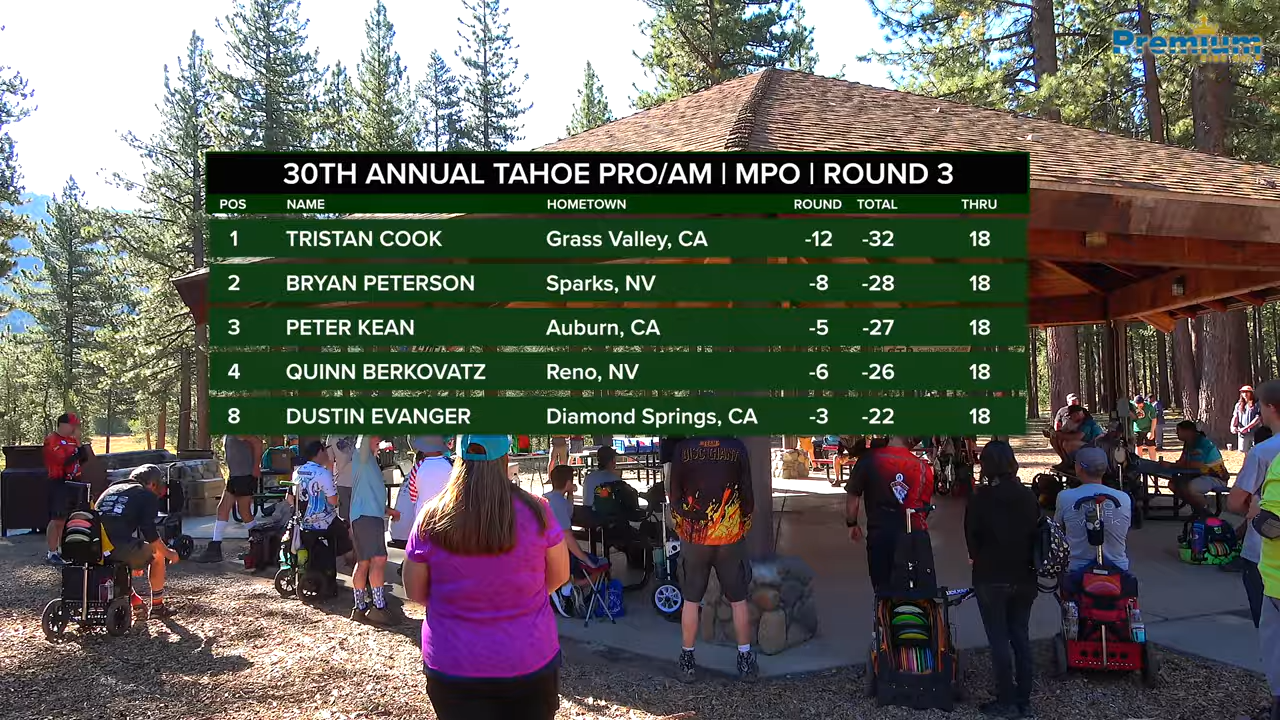 Premium
30TH ANNUAL TAHOE PRO/AM | MPO | ROUND 3
POS NAME HOMETOWN ROUND TOTAL THRU
1 TRISTAN COOK Grass Valley, CA -12 -32 18
2 BRYAN PETERSON Sparks, NV -8 -28 18
3 PETER KEAN Auburn, CA -5 -27 18
4 QUINN BERKOVATZ Reno, NV -6 -26 18
8 DUSTIN EVANGER Diamond Springs, CA -3 -22 18